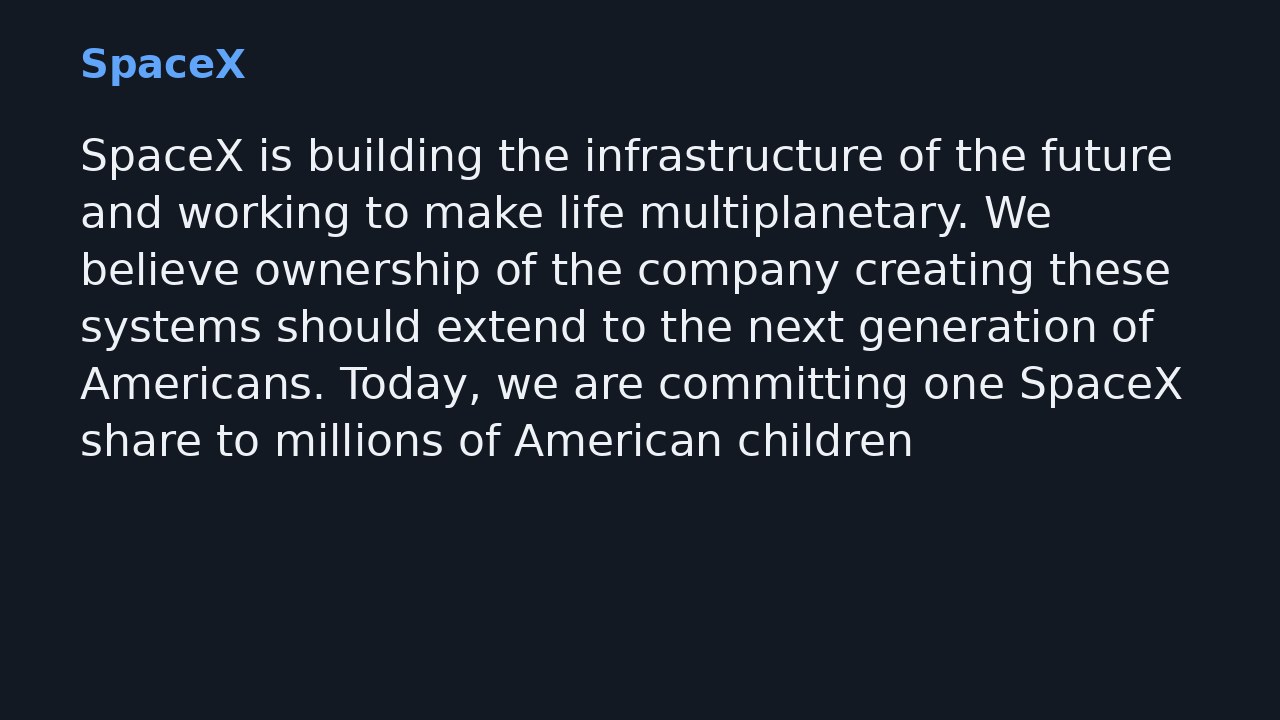 SpaceX
SpaceX is building the infrastructure of the future
and working to make life multiplanetary. We
believe ownership of the company creating these
systems should extend to the next generation of
Americans. Today, we are committing one SpaceX
share to millions of American children